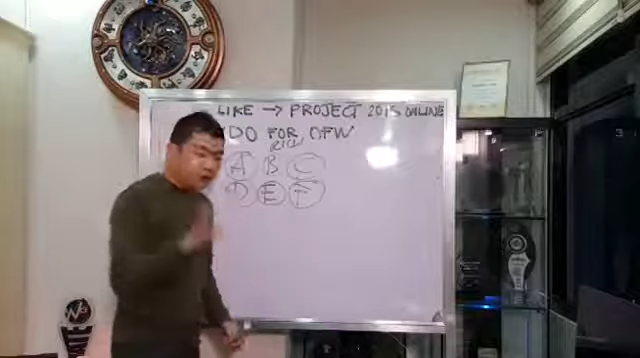 LIKE → PROJECT 2015 ONLINE
DO FOR OFW
RICH
A B C
D E F